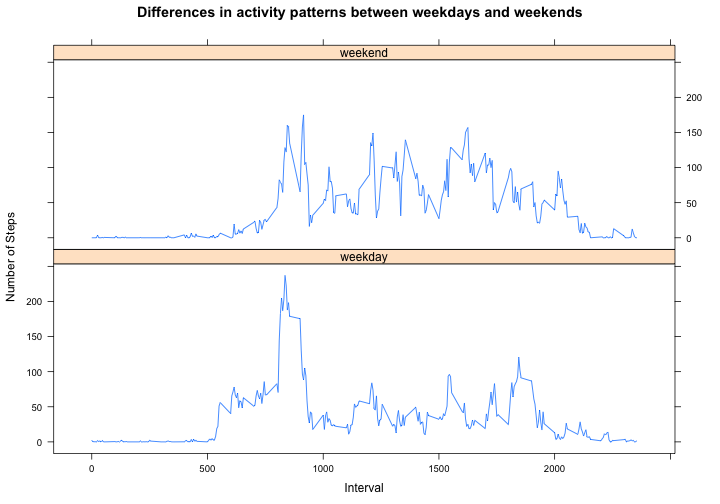 Differences in activity patterns between weekdays and weekends
weekend
200
150
100
50
0
Number of Steps
weekday
200
150
100
50
0
0 500 1000 1500 2000
Interval